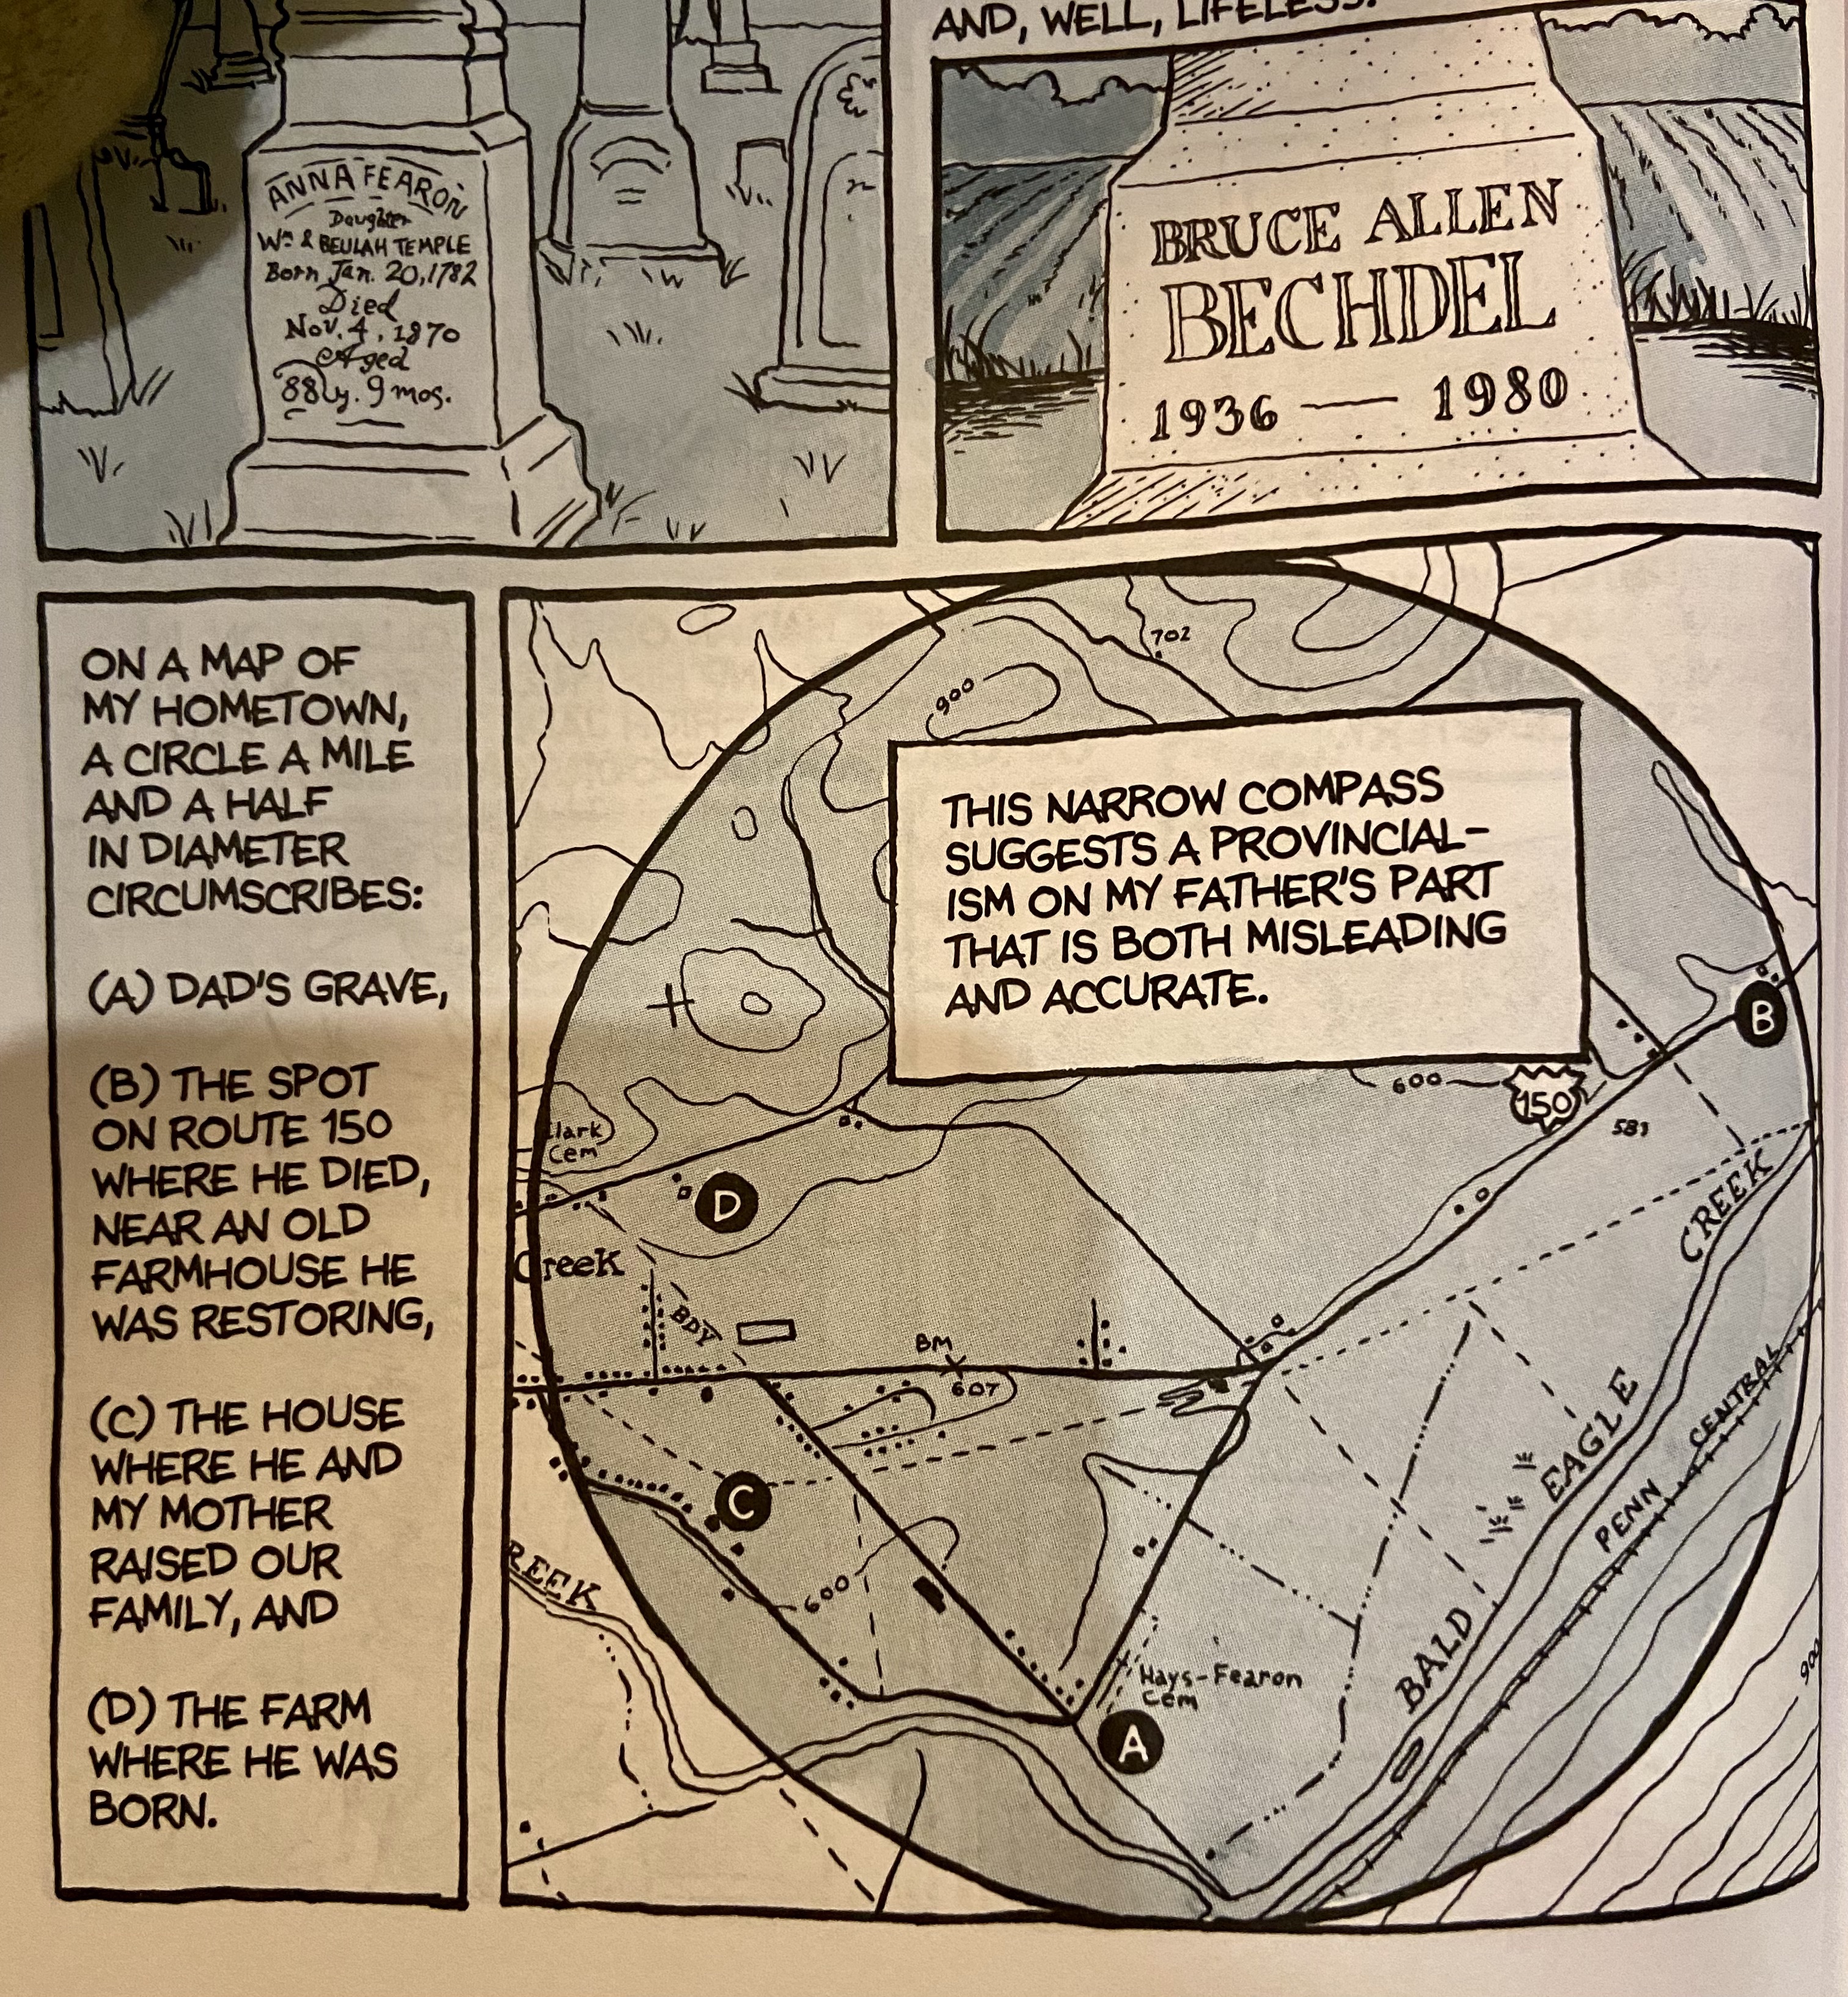 AND, WELL, LIFELESS.
ANNA FEARON
Daughter
Wm & BEULAH TEMPLE
Born Jan. 20, 1782
Died
Nov. 4, 1870
Aged
88 y. 9 mos.
BRUCE ALLEN
BECHDEL
1936 — 1980
ON A MAP OF
MY HOMETOWN,
A CIRCLE A MILE
AND A HALF
IN DIAMETER
CIRCUMSCRIBES:
(A) DAD'S GRAVE,
(B) THE SPOT
ON ROUTE 150
WHERE HE DIED,
NEAR AN OLD
FARMHOUSE HE
WAS RESTORING,
(C) THE HOUSE
WHERE HE AND
MY MOTHER
RAISED OUR
FAMILY, AND
(D) THE FARM
WHERE HE WAS
BORN.
702
900
THIS NARROW COMPASS
SUGGESTS A PROVINCIAL-
ISM ON MY FATHER'S PART
THAT IS BOTH MISLEADING
AND ACCURATE.
B
600
150
581
Clark
Cem
D
CREEK
Creek
BDY
BM
607
C
EAGLE
PENN CENTRAL
REEK
600
BALD
Hays-Fearon
Cem
A
900